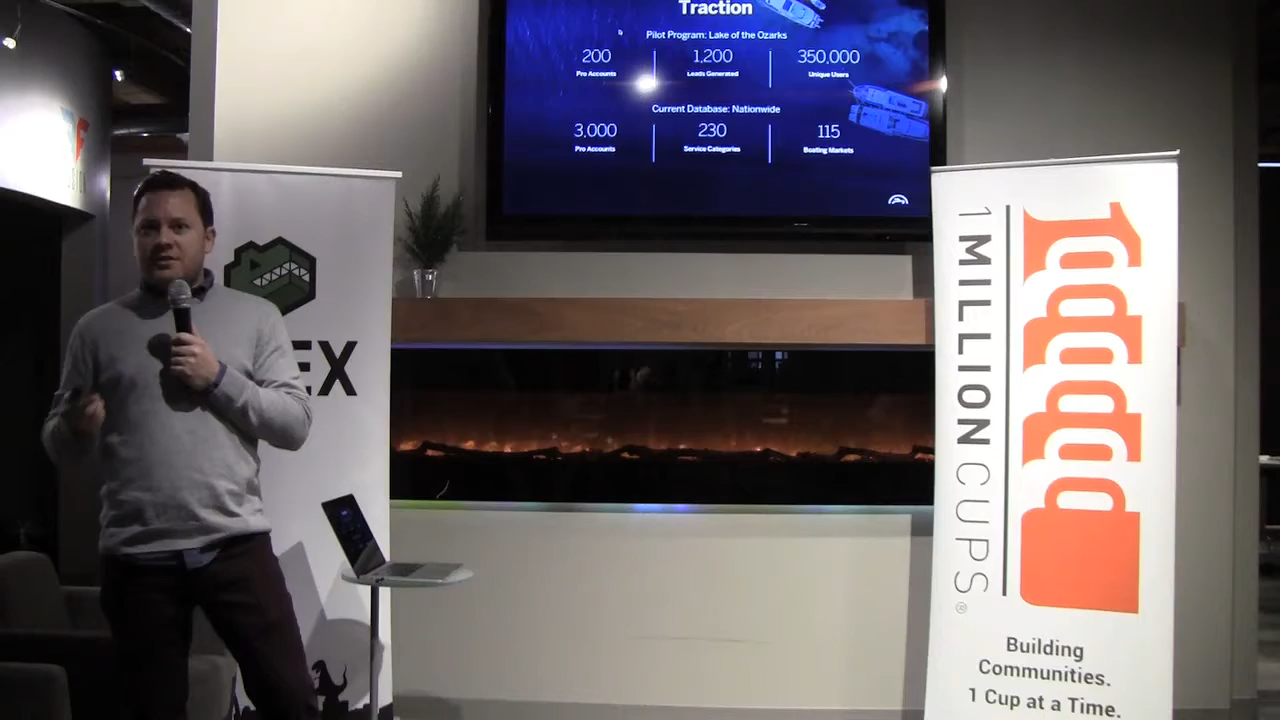 Traction
Pilot Program: Lake of the Ozarks
200
1,200
350,000
Pro Accounts
Leads Generated
Unique Users
Current Database: Nationwide
3,000
230
115
Pro Accounts
Service Categories
Boating Markets
EX
1 MILLION CUPS®
Building
Communities.
1 Cup at a Time.